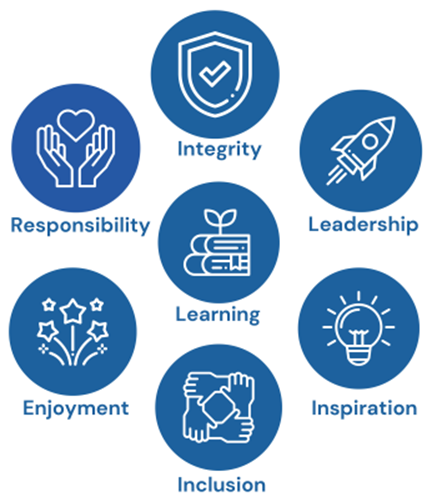 Integrity
Responsibility
Leadership
Learning
Enjoyment
Inspiration
Inclusion